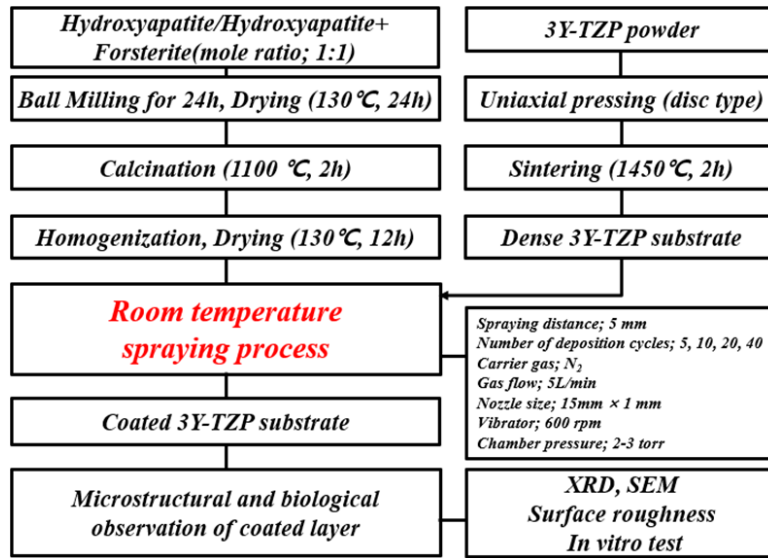 Hydroxyapatite/Hydroxyapatite+
Forsterite(mole ratio; 1:1)
Ball Milling for 24h, Drying (130℃, 24h)
Calcination (1100 ℃, 2h)
Homogenization, Drying (130℃, 12h)
3Y-TZP powder
Uniaxial pressing (disc type)
Sintering (1450℃, 2h)
Dense 3Y-TZP substrate
Room temperature
spraying process
Spraying distance; 5 mm
Number of deposition cycles; 5, 10, 20, 40
Carrier gas; N₂
Gas flow; 5L/min
Nozzle size; 15mm × 1 mm
Vibrator; 600 rpm
Chamber pressure; 2-3 torr
Coated 3Y-TZP substrate
Microstructural and biological
observation of coated layer
XRD, SEM
Surface roughness
In vitro test